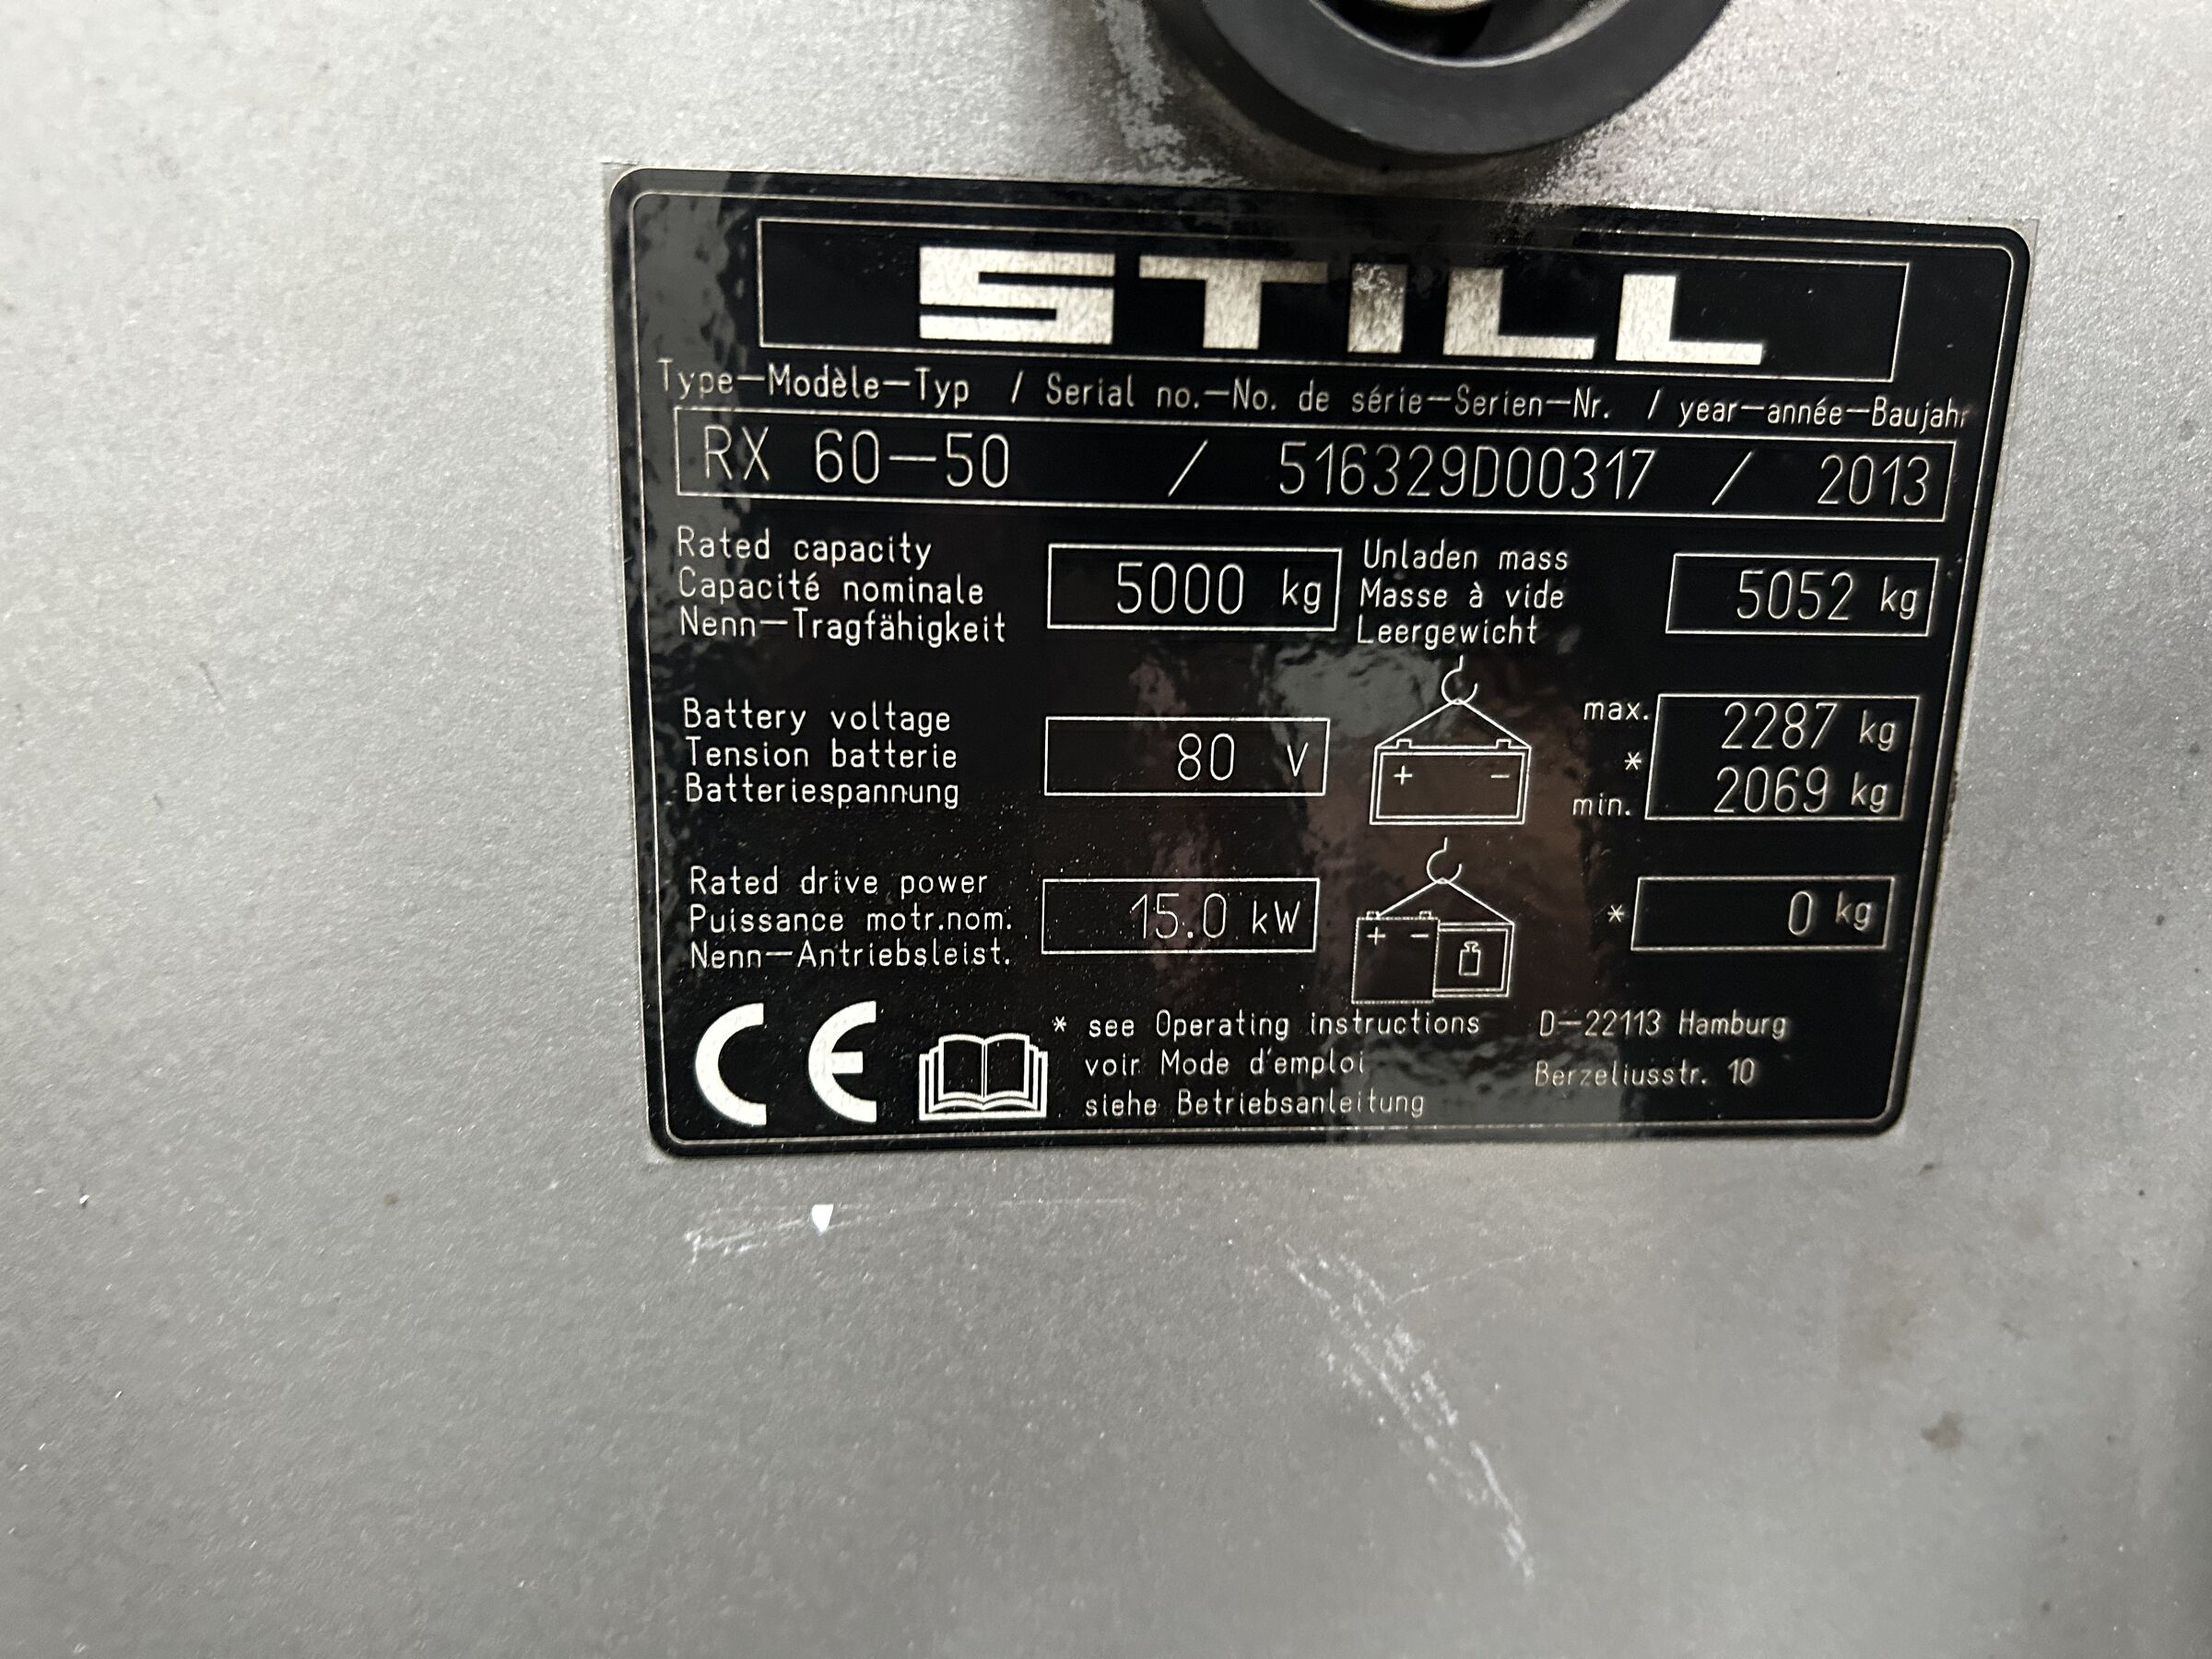 STILL
Type–Modèle–Typ / Serial no.–No. de série–Serien–Nr. / year–année–Baujahr
RX 60–50 / 516329D00317 / 2013
Rated capacity
Capacité nominale
Nenn–Tragfähigkeit
5000 kg
Unladen mass
Masse à vide
Leergewicht
5052 kg
Battery voltage
Tension batterie
Batteriespannung
80 V
+ –
max. 2287 kg
*
min. 2069 kg
Rated drive power
Puissance motr.nom.
Nenn–Antriebsleist.
15.0 kW
+ –
* 0 kg
CE
* see Operating instructions
voir Mode d'emploi
siehe Betriebsanleitung
D–22113 Hamburg
Berzeliusstr. 10